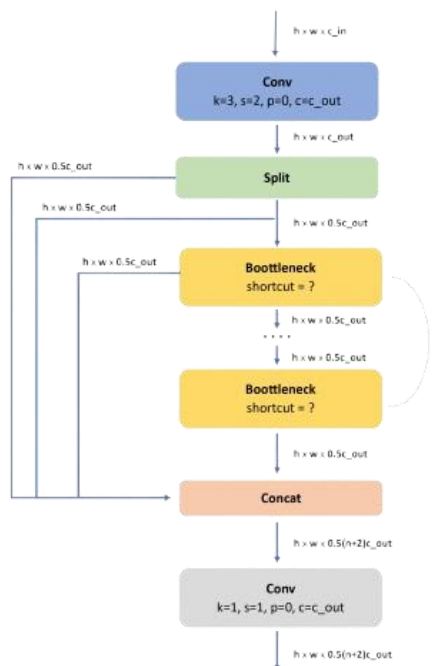 h × w × c_in
Conv
k=3, s=2, p=0, c=c_out
h × w × c_out
h × w × 0.5c_out
Split
h × w × 0.5c_out
h × w × 0.5c_out
h × w × 0.5c_out
Boottleneck
shortcut = ?
h × w × 0.5c_out
....
h × w × 0.5c_out
Boottleneck
shortcut = ?
h × w × 0.5c_out
Concat
h × w × 0.5(n+2)c_out
Conv
k=1, s=1, p=0, c=c_out
h × w × 0.5(n+2)c_out